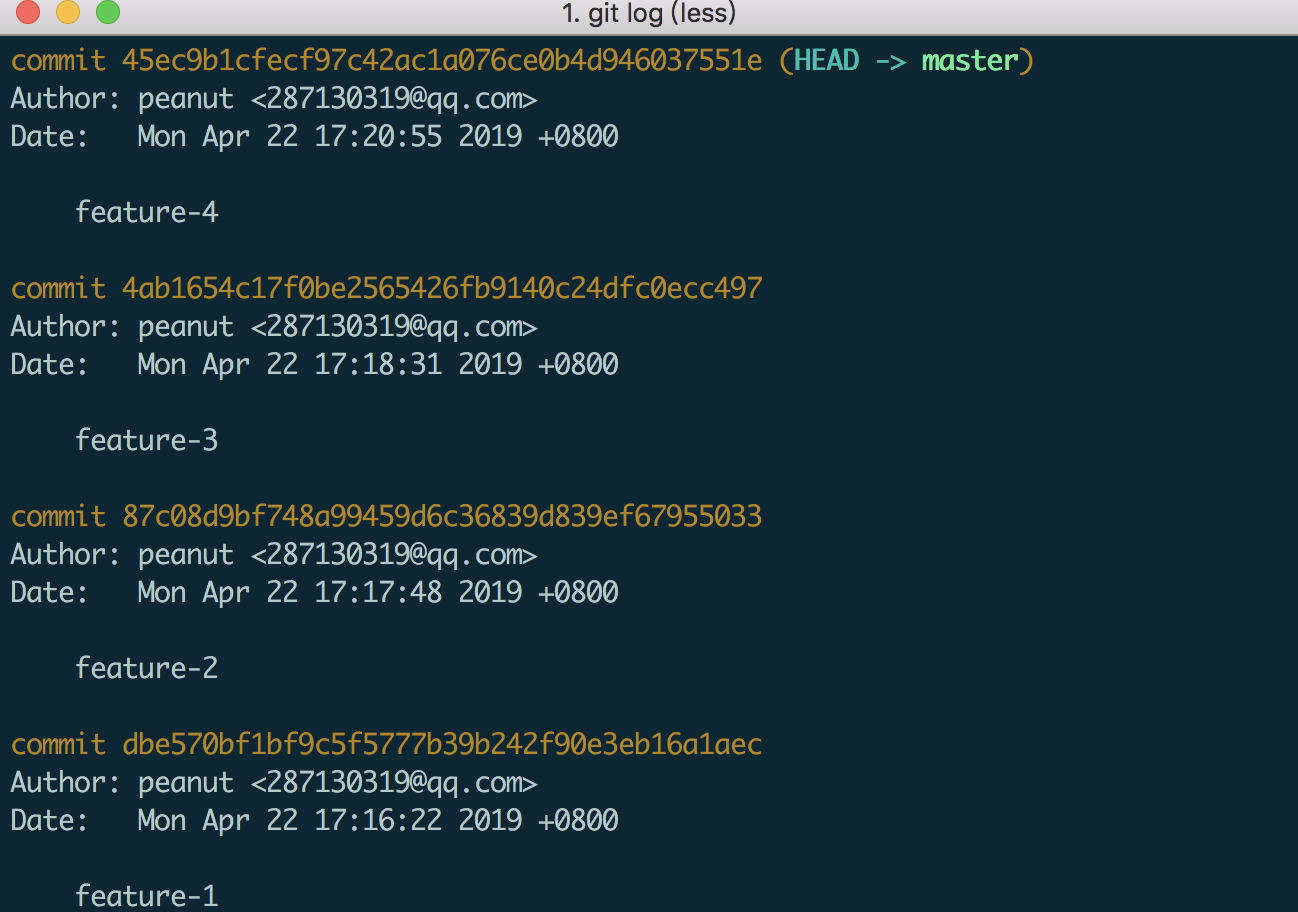 1. git log (less)
commit 45ec9b1cfecf97c42ac1a076ce0b4d946037551e (HEAD -> master)
Author: peanut <287130319@qq.com>
Date:   Mon Apr 22 17:20:55 2019 +0800
    feature-4
commit 4ab1654c17f0be2565426fb9140c24dfc0ecc497
Author: peanut <287130319@qq.com>
Date:   Mon Apr 22 17:18:31 2019 +0800
    feature-3
commit 87c08d9bf748a99459d6c36839d839ef67955033
Author: peanut <287130319@qq.com>
Date:   Mon Apr 22 17:17:48 2019 +0800
    feature-2
commit dbe570bf1bf9c5f5777b39b242f90e3eb16a1aec
Author: peanut <287130319@qq.com>
Date:   Mon Apr 22 17:16:22 2019 +0800
    feature-1